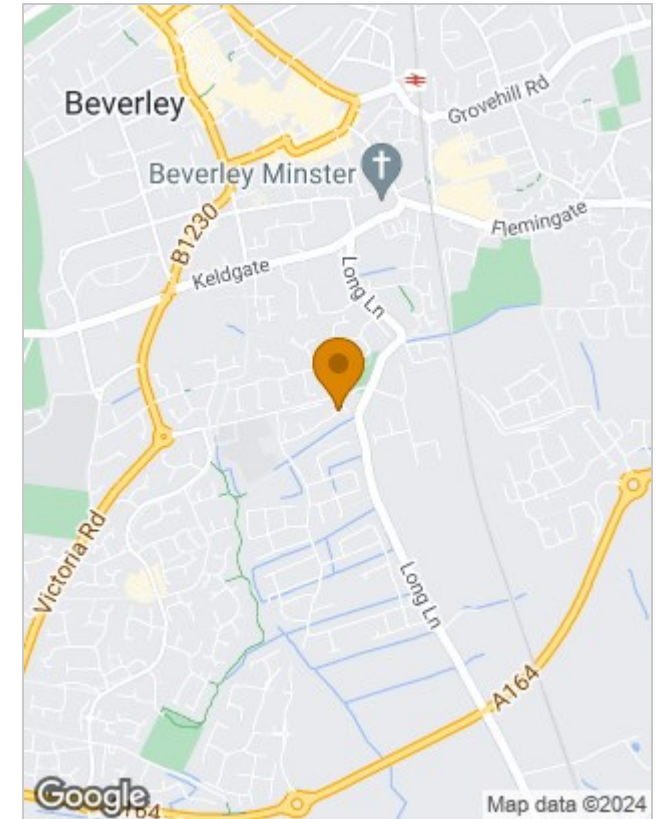 Beverley
Grovehill Rd
Beverley Minster
Flemingate
B1230
Keldgate
Long Ln
Victoria Rd
Long Ln
A164
A164
Google
Map data ©2024